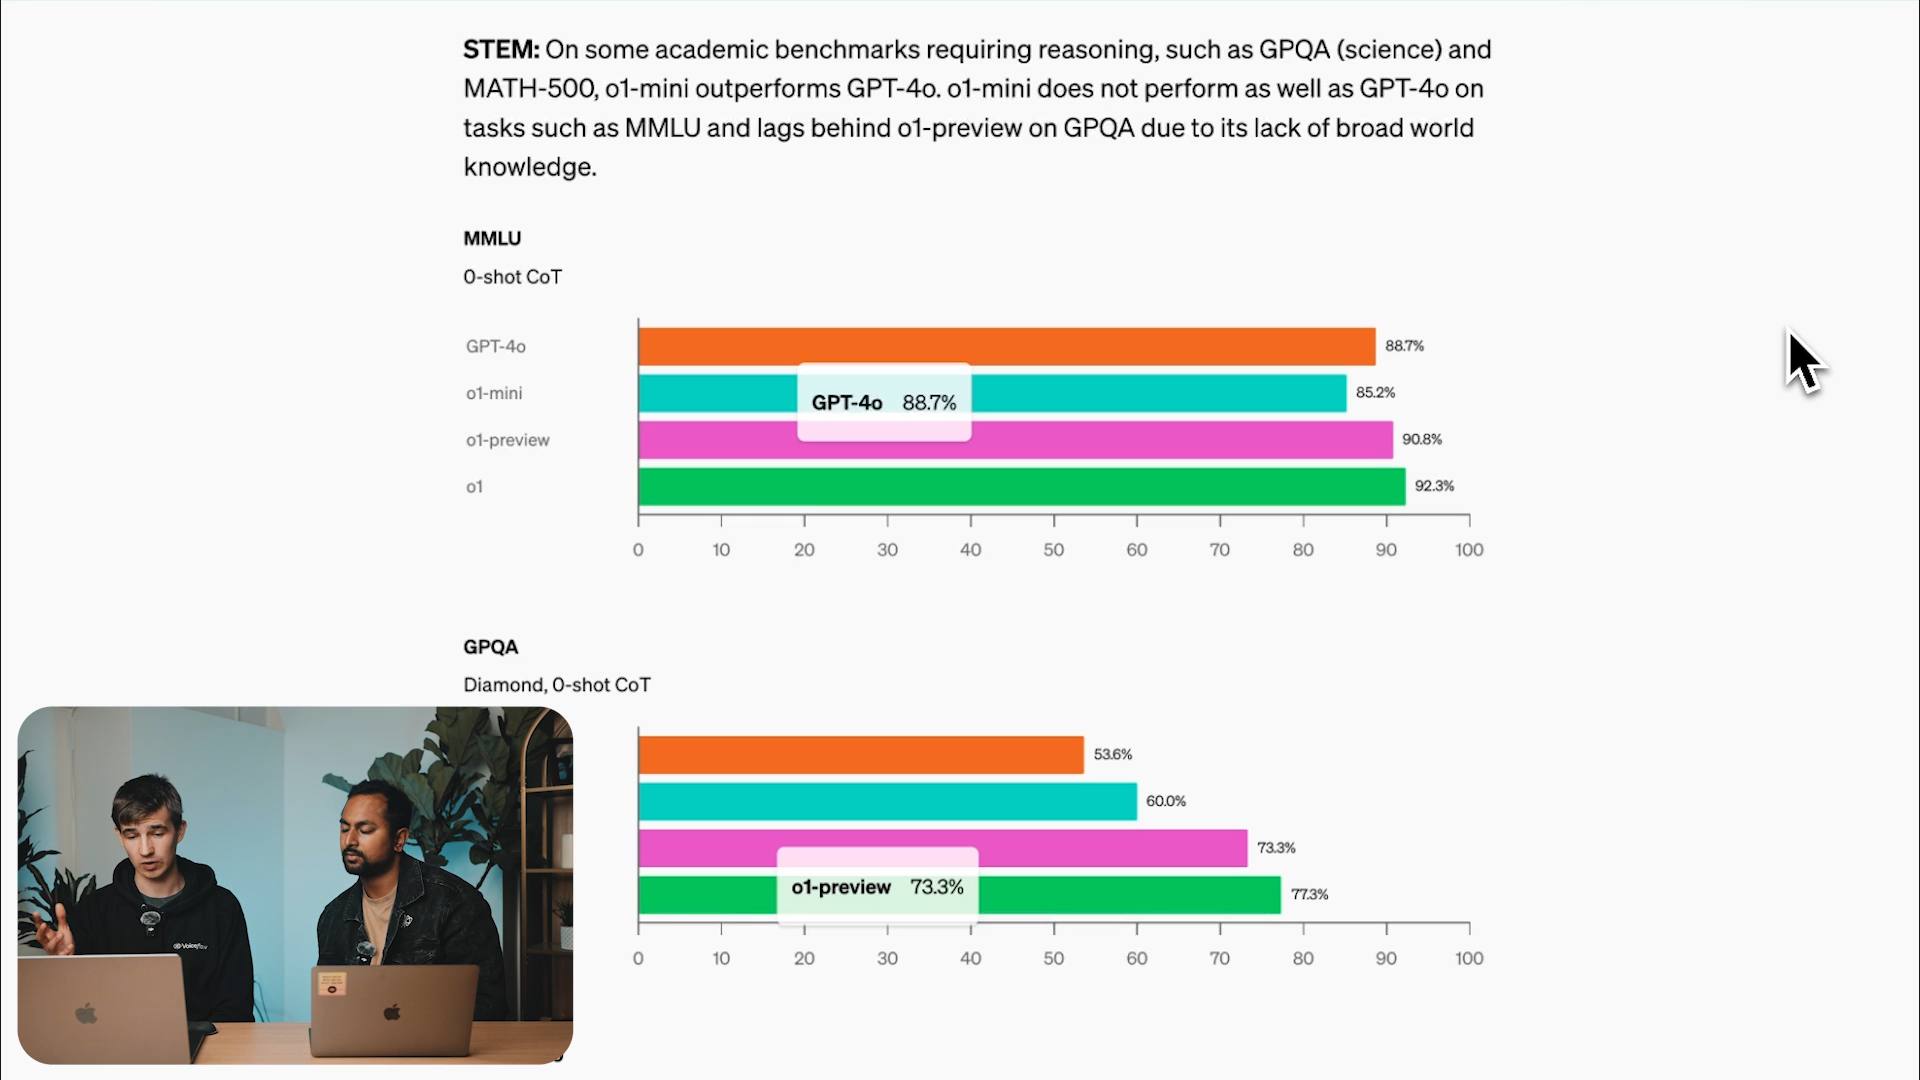 STEM: On some academic benchmarks requiring reasoning, such as GPQA (science) and
MATH-500, o1-mini outperforms GPT-4o. o1-mini does not perform as well as GPT-4o on
tasks such as MMLU and lags behind o1-preview on GPQA due to its lack of broad world
knowledge.
MMLU
0-shot CoT
GPT-4o 88.7%
o1-mini 85.2%
GPT-4o 88.7%
o1-preview 90.8%
o1 92.3%
0 10 20 30 40 50 60 70 80 90 100
GPQA
Diamond, 0-shot CoT
53.6%
60.0%
73.3%
o1-preview 73.3%
77.3%
0 10 20 30 40 50 60 70 80 90 100
Voiceflow